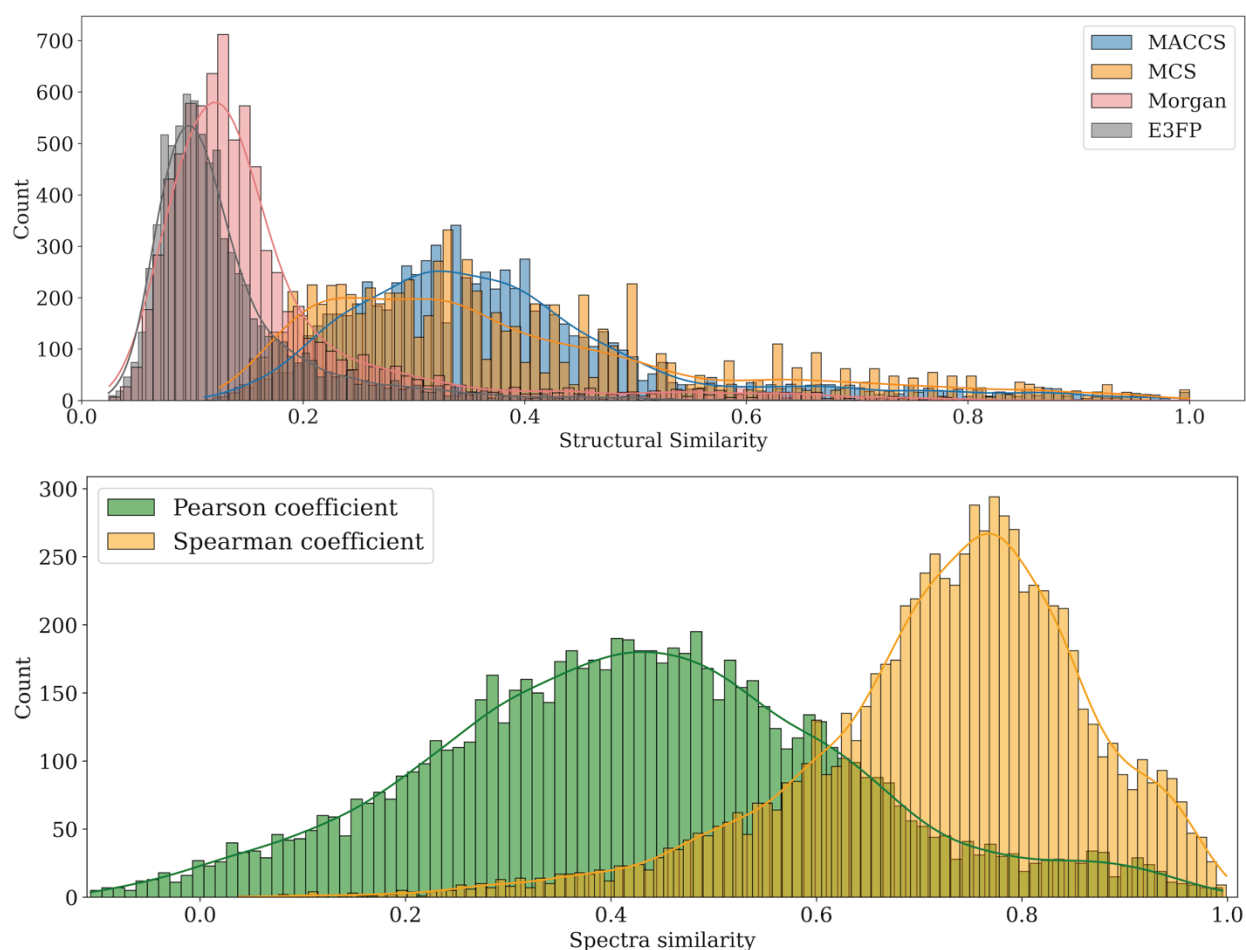 700
600
500
400
300
200
100
0
Count
MACCS
MCS
Morgan
E3FP
0.0 0.2 0.4 0.6 0.8 1.0
Structural Similarity
300
250
200
150
100
50
0
Count
Pearson coefficient
Spearman coefficient
0.0 0.2 0.4 0.6 0.8 1.0
Spectra similarity